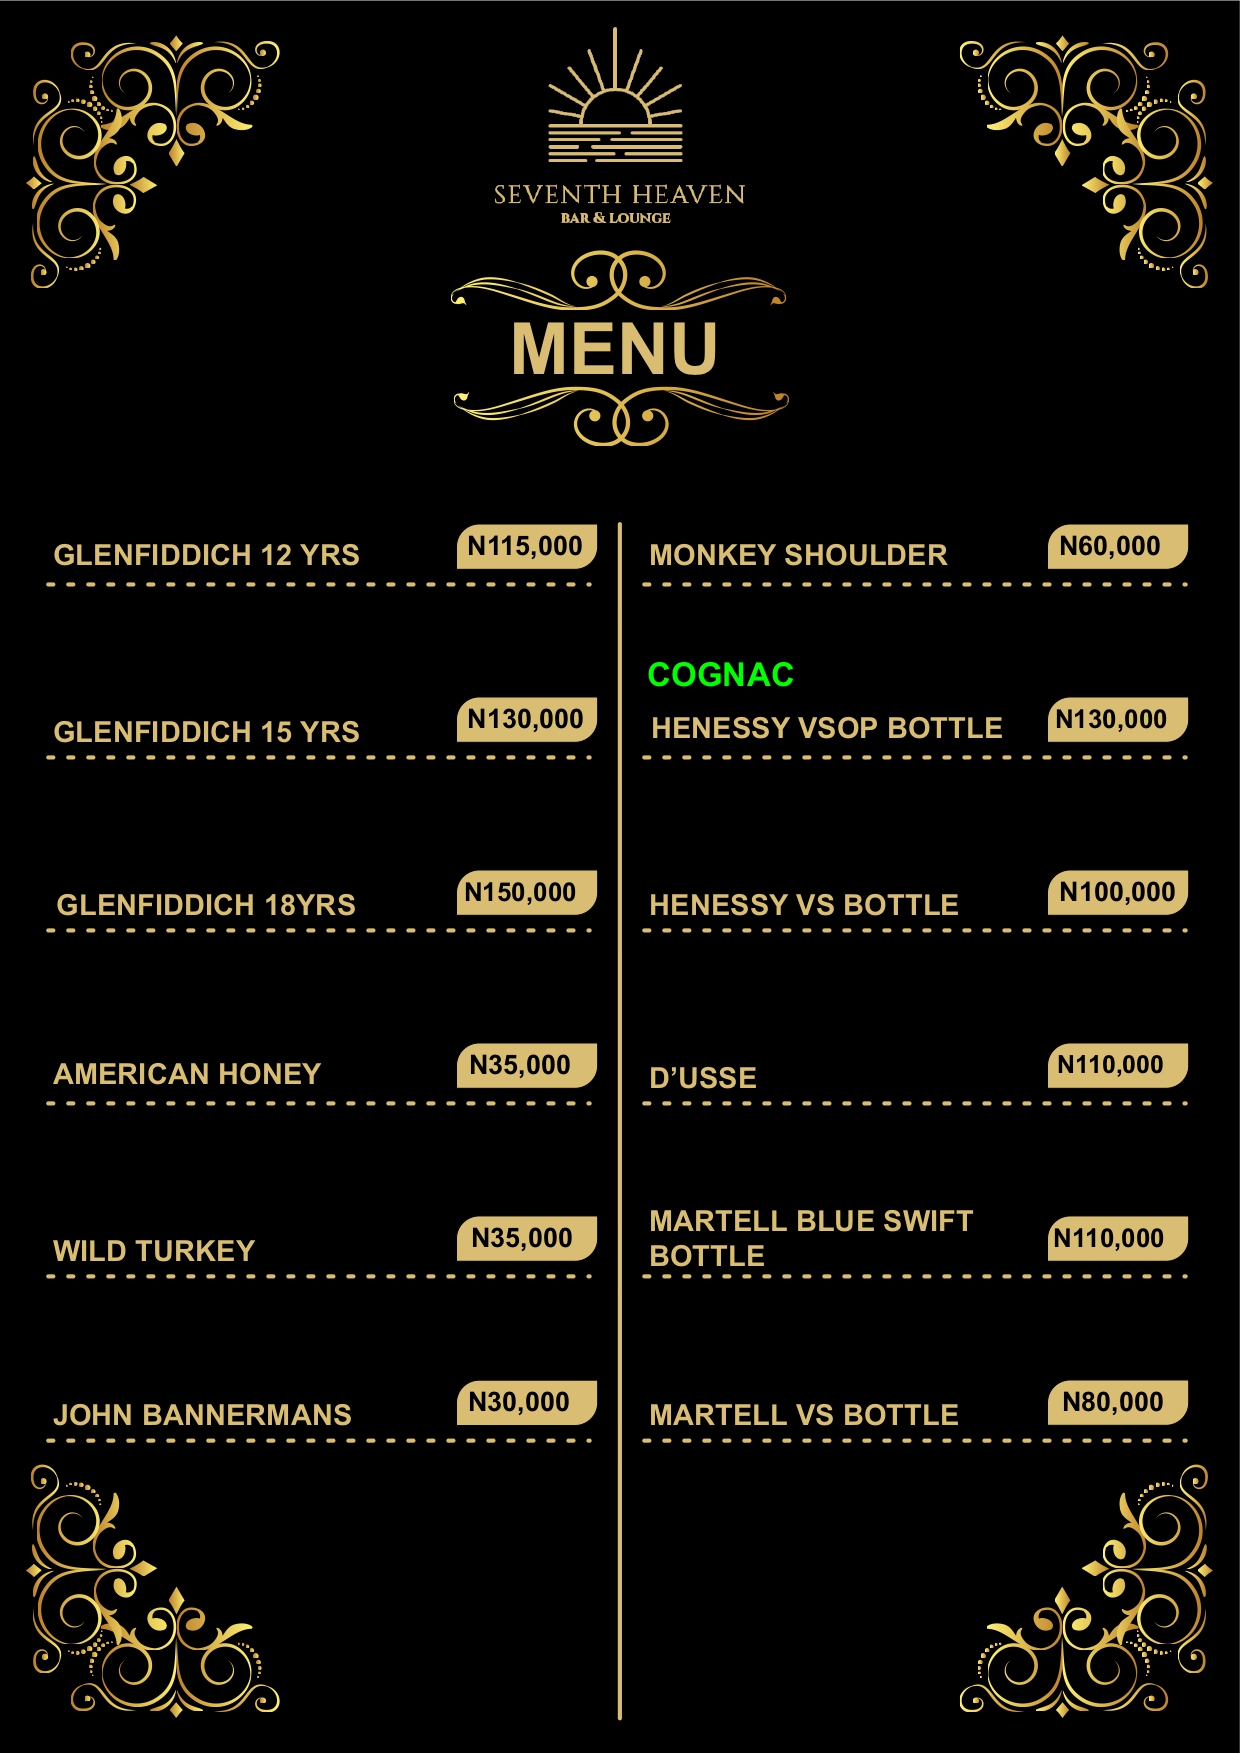 SEVENTH HEAVEN
BAR & LOUNGE
MENU
GLENFIDDICH 12 YRS N115,000
GLENFIDDICH 15 YRS N130,000
GLENFIDDICH 18YRS N150,000
AMERICAN HONEY N35,000
WILD TURKEY N35,000
JOHN BANNERMANS N30,000
MONKEY SHOULDER N60,000
COGNAC
HENESSY VSOP BOTTLE N130,000
HENESSY VS BOTTLE N100,000
D’USSE N110,000
MARTELL BLUE SWIFT
BOTTLE N110,000
MARTELL VS BOTTLE N80,000